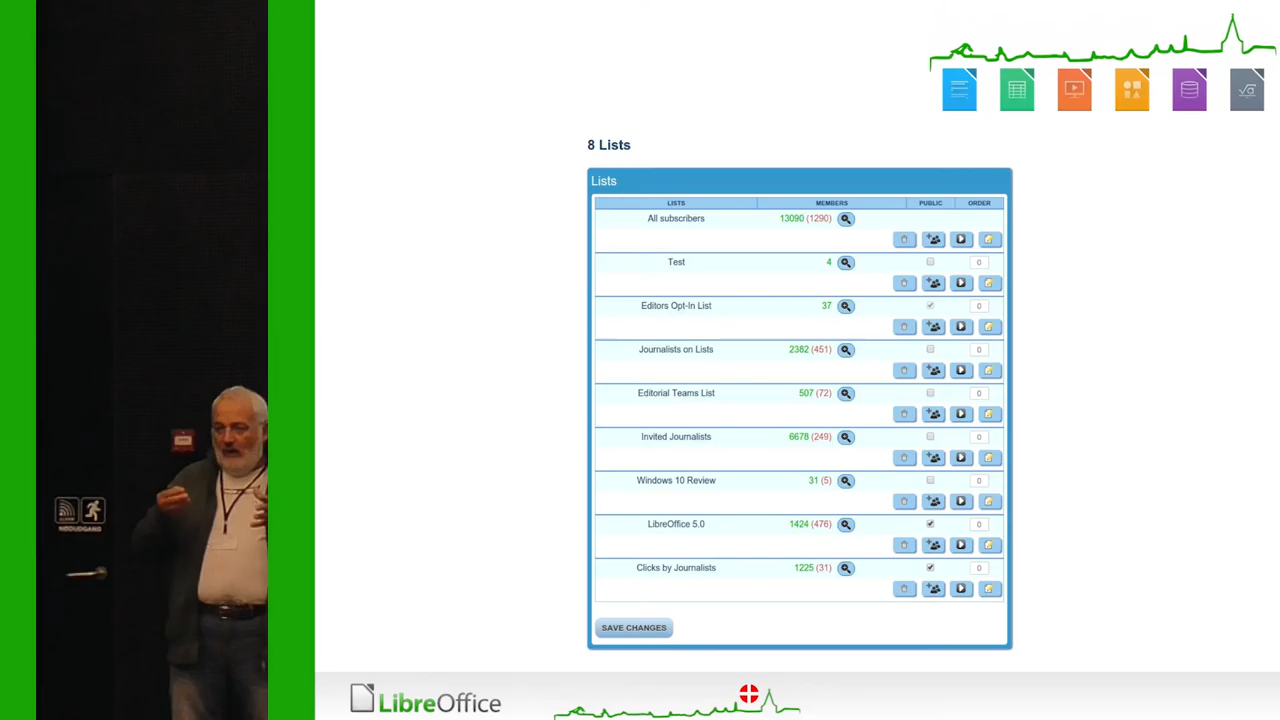 8 Lists
Lists
LISTS MEMBERS PUBLIC ORDER
All subscribers 13090 (1290)
Test 4 0
Editors Opt-In List 37 0
Journalists on Lists 2382 (451) 0
Editorial Teams List 507 (72) 0
Invited Journalists 6678 (249) 0
Windows 10 Review 31 (5) 0
LibreOffice 5.0 1424 (476) 0
Clicks by Journalists 1225 (31) 0
SAVE CHANGES
LibreOffice
NØDUDGANG